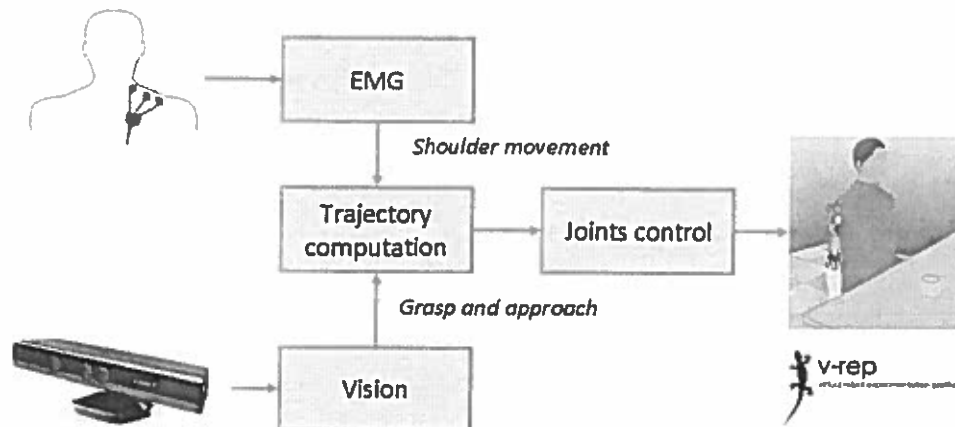 EMG
Shoulder movement
Trajectory
computation
Joints control
Grasp and approach
Vision
v-rep